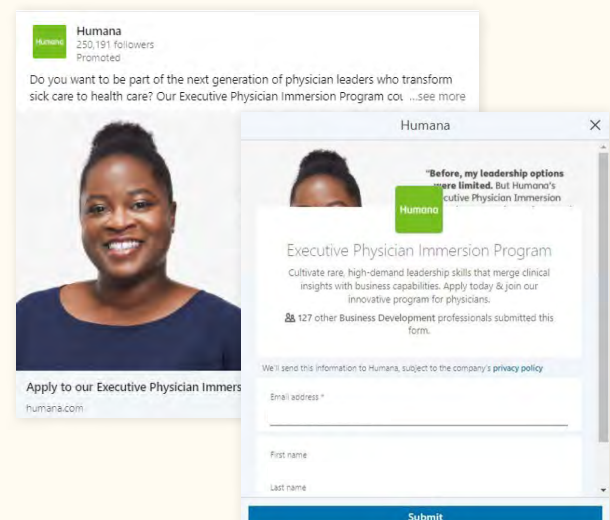 Humana
Humana
250,191 followers
Promoted
Do you want to be part of the next generation of physician leaders who transform
sick care to health care? Our Executive Physician Immersion Program cou ...see more
Apply to our Executive Physician Immers
humana.com
Humana
"Before, my leadership options
were limited. But Humana's
cutive Physician Immersion
Humana
Executive Physician Immersion Program
Cultivate rare, high-demand leadership skills that merge clinical
insights with business capabilities. Apply today & join our
innovative program for physicians.
127 other Business Development professionals submitted this
form.
We'll send this information to Humana, subject to the company's privacy policy
Email address *
First name
Last name
Submit